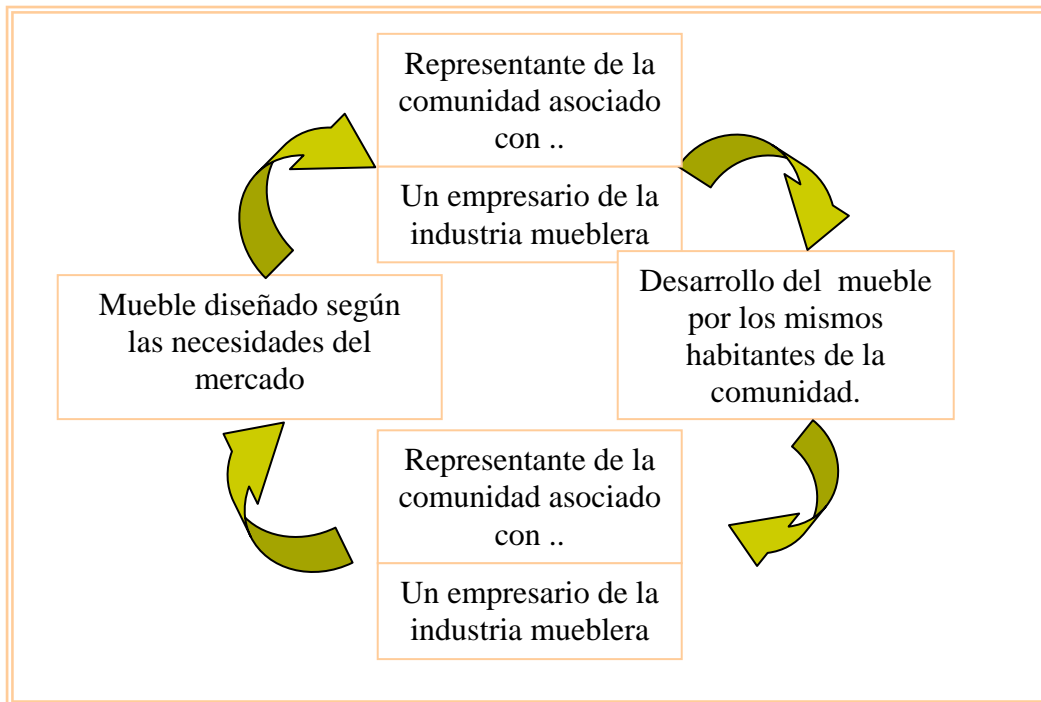 Representante de la
comunidad asociado
con ..
Un empresario de la
industria mueblera
Mueble diseñado según
las necesidades del
mercado
Desarrollo del  mueble
por los mismos
habitantes de la
comunidad.
Representante de la
comunidad asociado
con ..
Un empresario de la
industria mueblera